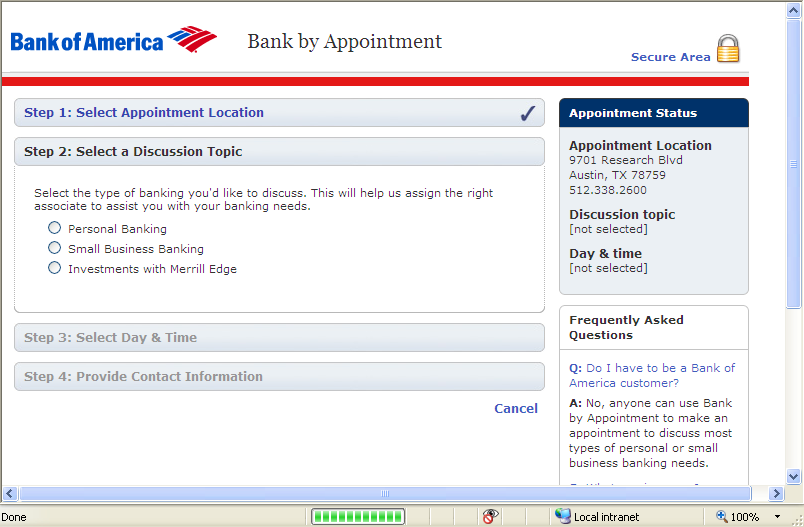 Bank of America
Bank by Appointment
Secure Area
Step 1: Select Appointment Location
Step 2: Select a Discussion Topic
Select the type of banking you'd like to discuss. This will help us assign the right
associate to assist you with your banking needs.
Personal Banking
Small Business Banking
Investments with Merrill Edge
Step 3: Select Day & Time
Step 4: Provide Contact Information
Cancel
Appointment Status
Appointment Location
9701 Research Blvd
Austin, TX 78759
512.338.2600
Discussion topic
[not selected]
Day & time
[not selected]
Frequently Asked
Questions
Q: Do I have to be a Bank of
America customer?
A: No, anyone can use Bank
by Appointment to make an
appointment to discuss most
types of personal or small
business banking needs.
Done
Local intranet
100%